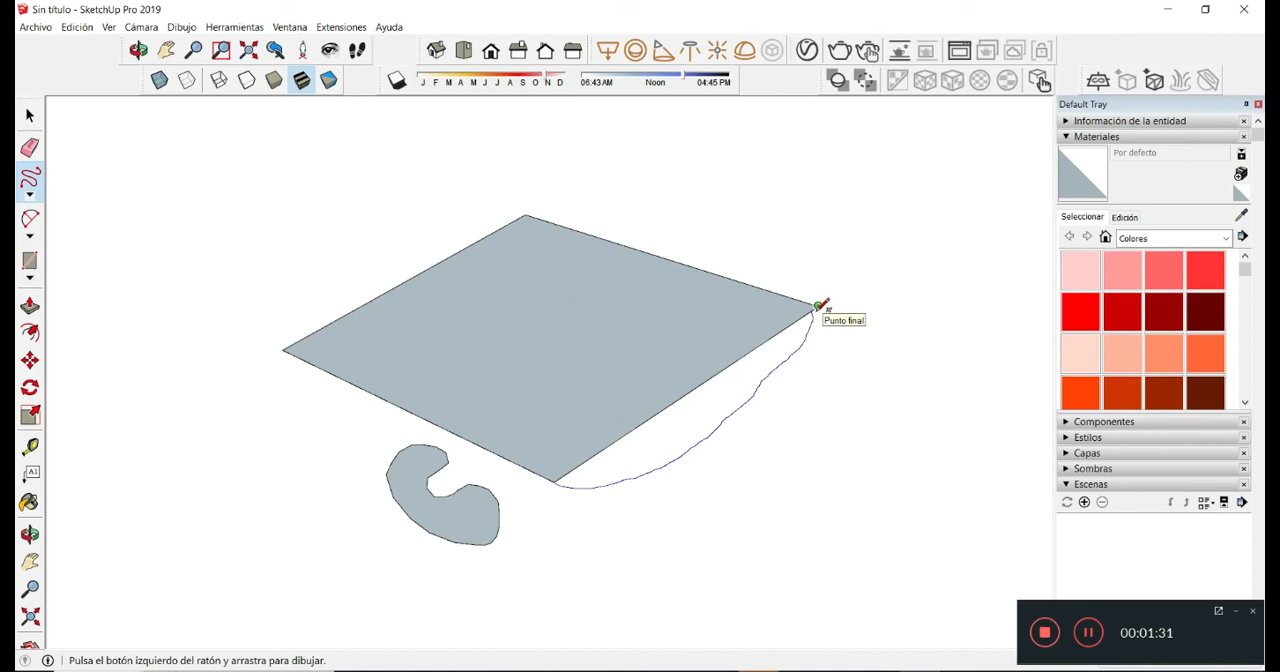 Sin título - SketchUp Pro 2019
Archivo Edición Ver Cámara Dibujo Herramientas Ventana Extensiones Ayuda
J F M A M J J A S O N D 06:43 AM Noon 04:45 PM
Default Tray
Información de la entidad
Materiales
Por defecto
Seleccionar Edición
Colores
Punto final
A1
Componentes
Estilos
Capas
Sombras
Escenas
00:01:31
Pulsa el botón izquierdo del ratón y arrastra para dibujar.